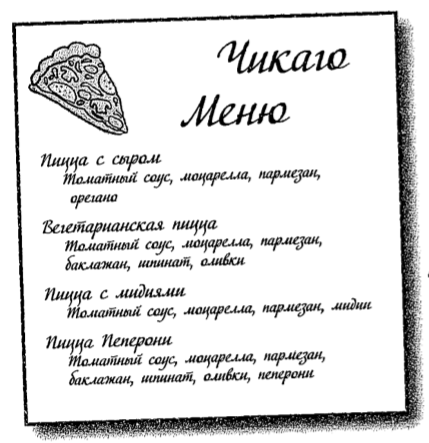 Чикаго
Меню
Пицца с сыром
Томатный соус, моцарелла, пармезан,
орегано
Вегетарианская пицца
Томатный соус, моцарелла, пармезан,
баклажан, шпинат, оливки
Пицца с мидиями
Томатный соус, моцарелла, пармезан, мидии
Пицца Пеперони
Томатный соус, моцарелла, пармезан,
баклажан, шпинат, оливки, пеперони